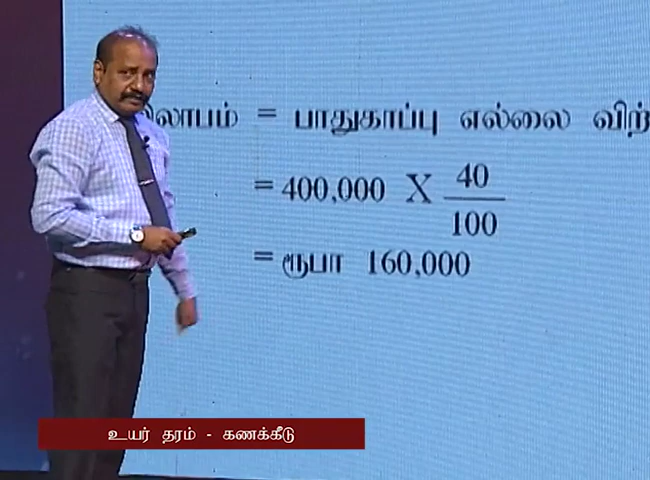 லாபம் = பாதுகாப்பு எல்லை
= 400,000 X 40
100
= ரூபா 160,000
உயர் தரம் - கணக்கீடு